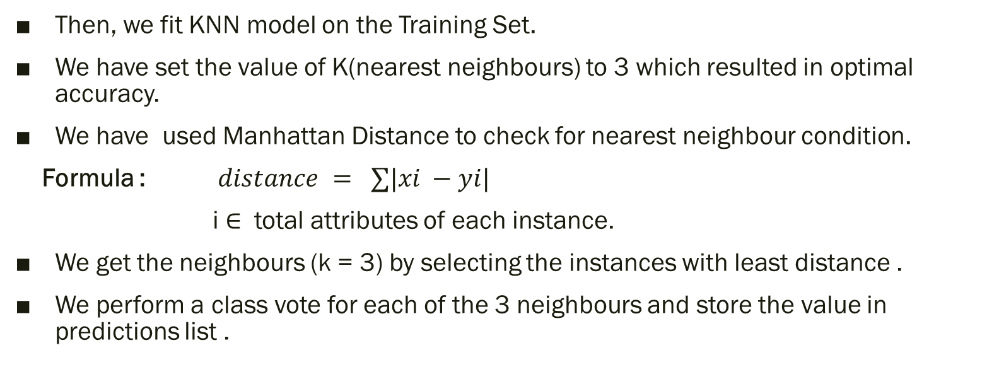 ■ Then, we fit KNN model on the Training Set.
■ We have set the value of K(nearest neighbours) to 3 which resulted in optimal
accuracy.
■ We have  used Manhattan Distance to check for nearest neighbour condition.
Formula : distance = ∑|xi − yi|
i ∈ total attributes of each instance.
■ We get the neighbours (k = 3) by selecting the instances with least distance .
■ We perform a class vote for each of the 3 neighbours and store the value in
predictions list .